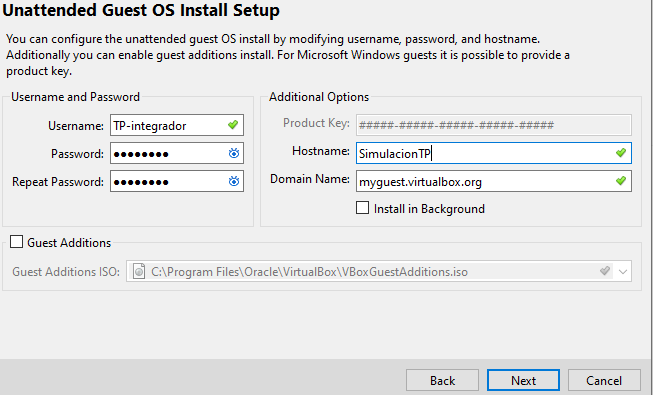 Unattended Guest OS Install Setup
You can configure the unattended guest OS install by modifying username, password, and hostname.
Additionally you can enable guest additions install. For Microsoft Windows guests it is possible to provide a
product key.
Username and Password
Username: TP-integrador
Password: ●●●●●●●●
Repeat Password: ●●●●●●●●
Additional Options
Product Key: #####-#####-#####-#####-#####
Hostname: SimulacionTP
Domain Name: myguest.virtualbox.org
Install in Background
Guest Additions
Guest Additions ISO: C:\Program Files\Oracle\VirtualBox\VBoxGuestAdditions.iso
Back Next Cancel